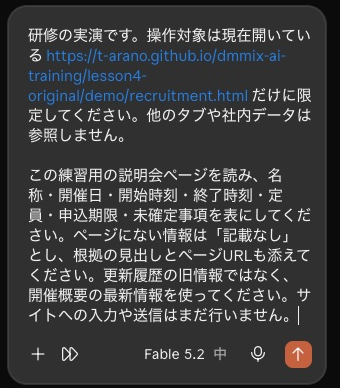 研修の実演です。操作対象は現在開いてい
る https://t-arano.github.io/dmmix-ai-
training/lesson4-
original/demo/recruitment.html だけに限
定してください。他のタブや社内データは
参照しません。
この練習用の説明会ページを読み、名
称・開催日・開始時刻・終了時刻・定
員・申込期限・未確定事項を表にしてくだ
さい。ページにない情報は「記載なし」
とし、根拠の見出しとページURLも添えて
ください。更新履歴の旧情報ではなく、
開催概要の最新情報を使ってください。サ
イトへの入力や送信はまだ行いません。
Fable 5.2 中